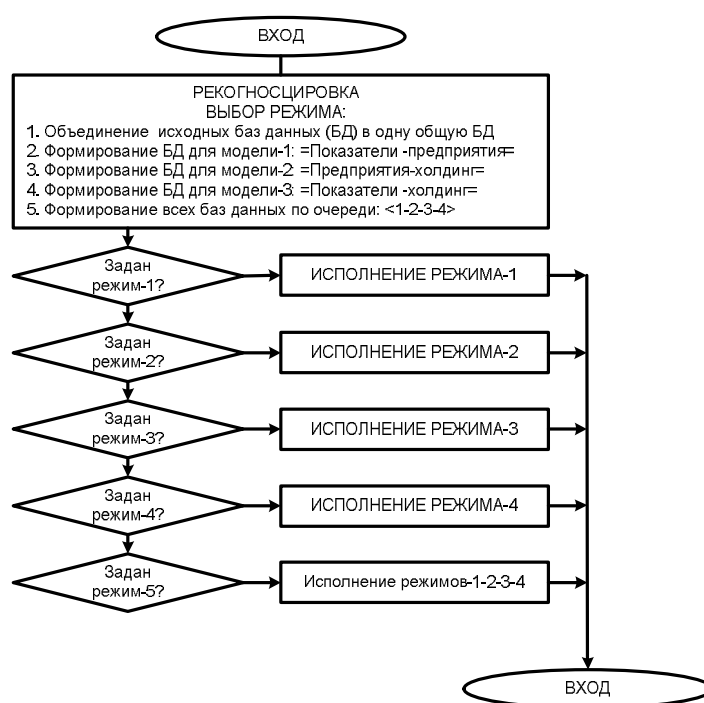 ВХОД
РЕКОГНОСЦИРОВКА
ВЫБОР РЕЖИМА:
1. Объединение исходных баз данных (БД) в одну общую БД
2. Формирование БД для модели-1: =Показатели -предприятия=
3. Формирование БД для модели-2: =Предприятия-холдинг=
4. Формирование БД для модели-3: =Показатели -холдинг=
5. Формирование всех баз данных по очереди: <1-2-3-4>
Задан
режим-1?
ИСПОЛНЕНИЕ РЕЖИМА-1
Задан
режим-2?
ИСПОЛНЕНИЕ РЕЖИМА-2
Задан
режим-3?
ИСПОЛНЕНИЕ РЕЖИМА-3
Задан
режим-4?
ИСПОЛНЕНИЕ РЕЖИМА-4
Задан
режим-5?
Исполнение режимов-1-2-3-4
ВХОД